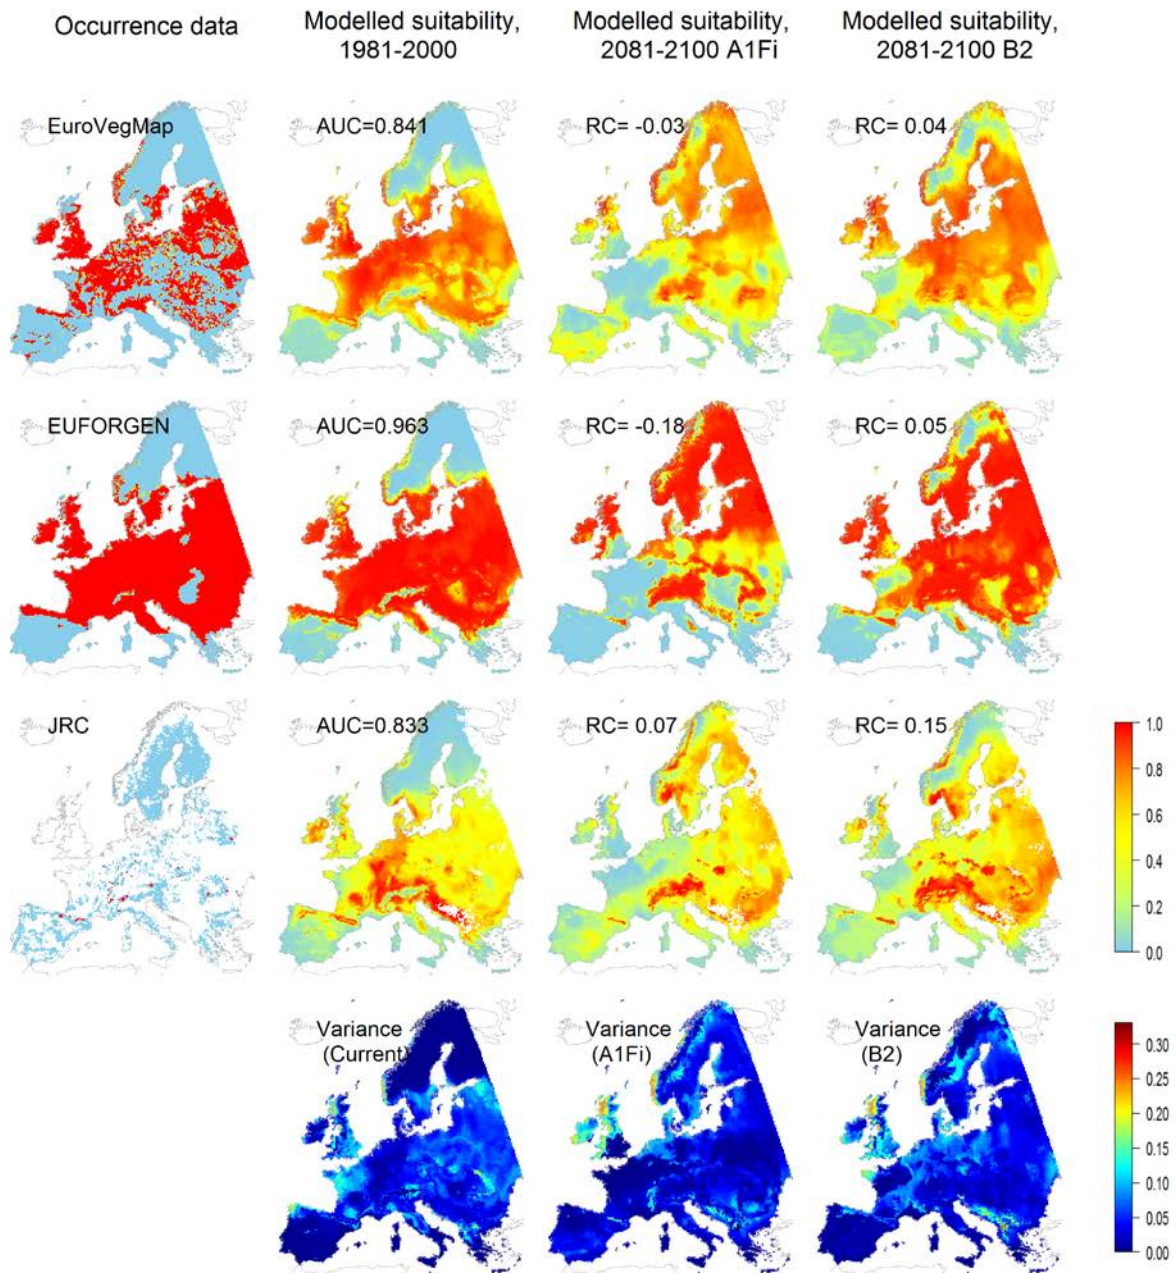 Occurrence data
Modelled suitability,
1981-2000
Modelled suitability,
2081-2100 A1Fi
Modelled suitability,
2081-2100 B2
EuroVegMap
AUC=0.841
RC= -0.03
RC= 0.04
EUFORGEN
AUC=0.963
RC= -0.18
RC= 0.05
JRC
AUC=0.833
RC= 0.07
RC= 0.15
1.0
0.8
0.6
0.4
0.2
0.0
Variance
(Current)
Variance
(A1Fi)
Variance
(B2)
0.30
0.25
0.20
0.15
0.10
0.05
0.00